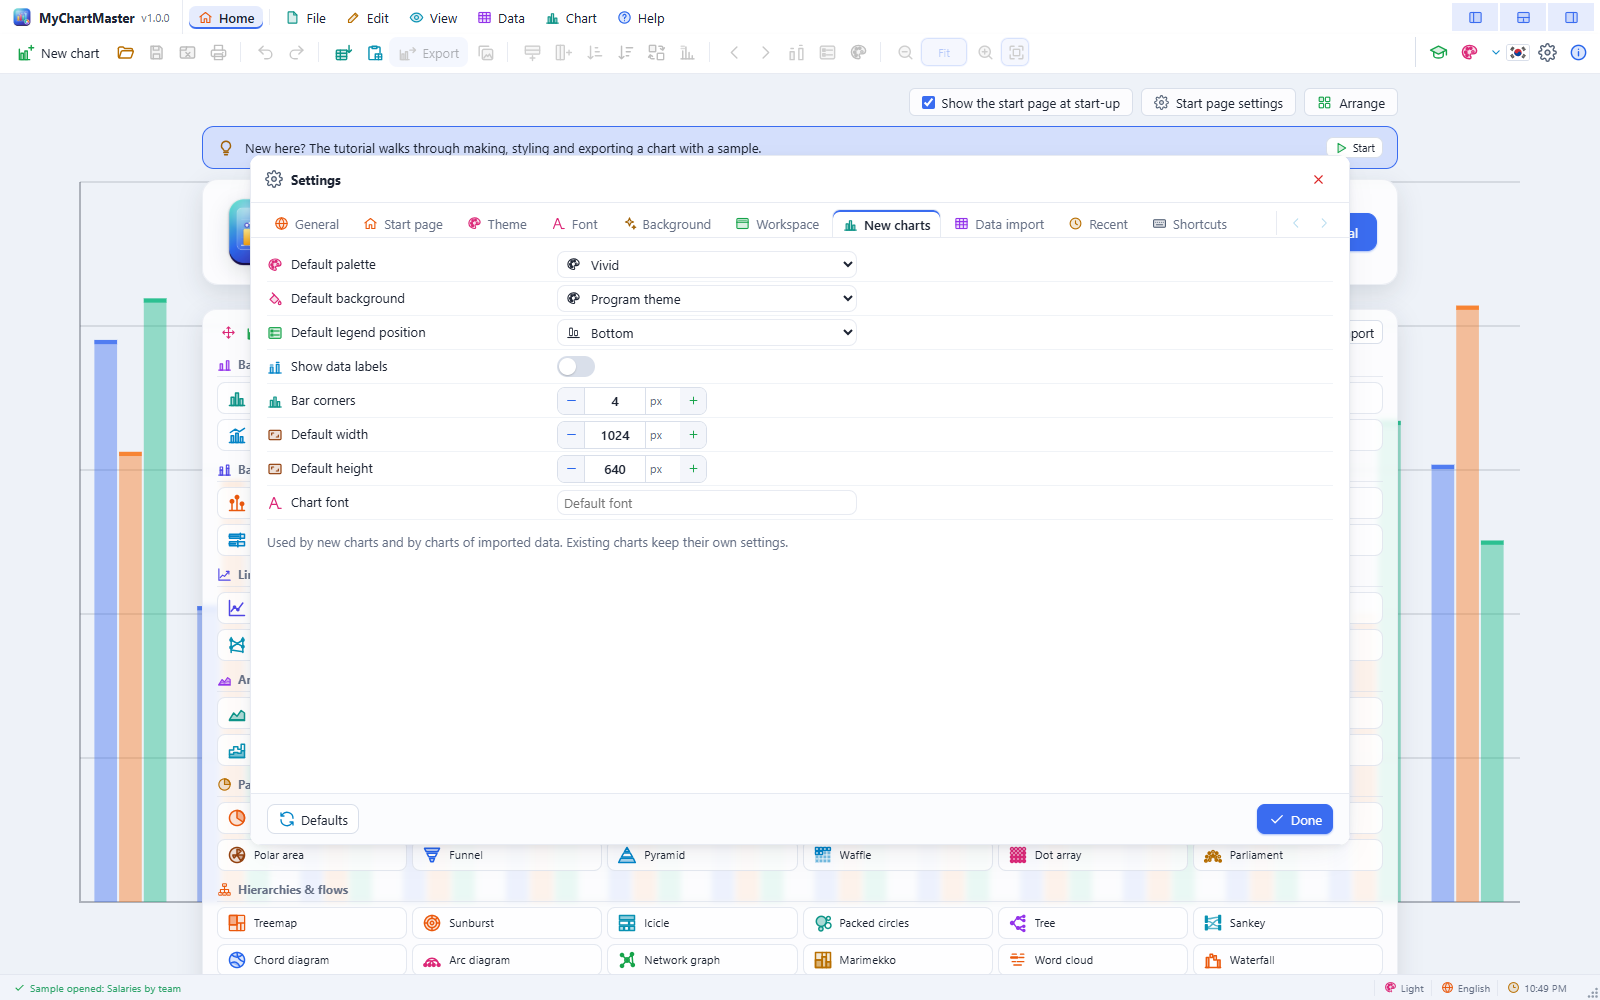 MyChartMaster v1.0.0 Home File Edit View Data Chart Help
New chart Export Fit
Show the start page at start-up Start page settings Arrange
New here? The tutorial walks through making, styling and exporting a chart with a sample. Start
Settings
General Start page Theme Font Background Workspace New charts Data import Recent Shortcuts
Default palette Vivid
Default background Program theme
Default legend position Bottom
Show data labels
Bar corners 4 px
Default width 1024 px
Default height 640 px
Chart font Default font
Used by new charts and by charts of imported data. Existing charts keep their own settings.
Defaults Done
Polar area Funnel Pyramid Waffle Dot array Parliament
Hierarchies & flows
Treemap Sunburst Icicle Packed circles Tree Sankey
Chord diagram Arc diagram Network graph Marimekko Word cloud Waterfall
Sample opened: Salaries by team Light English 10:49 PM